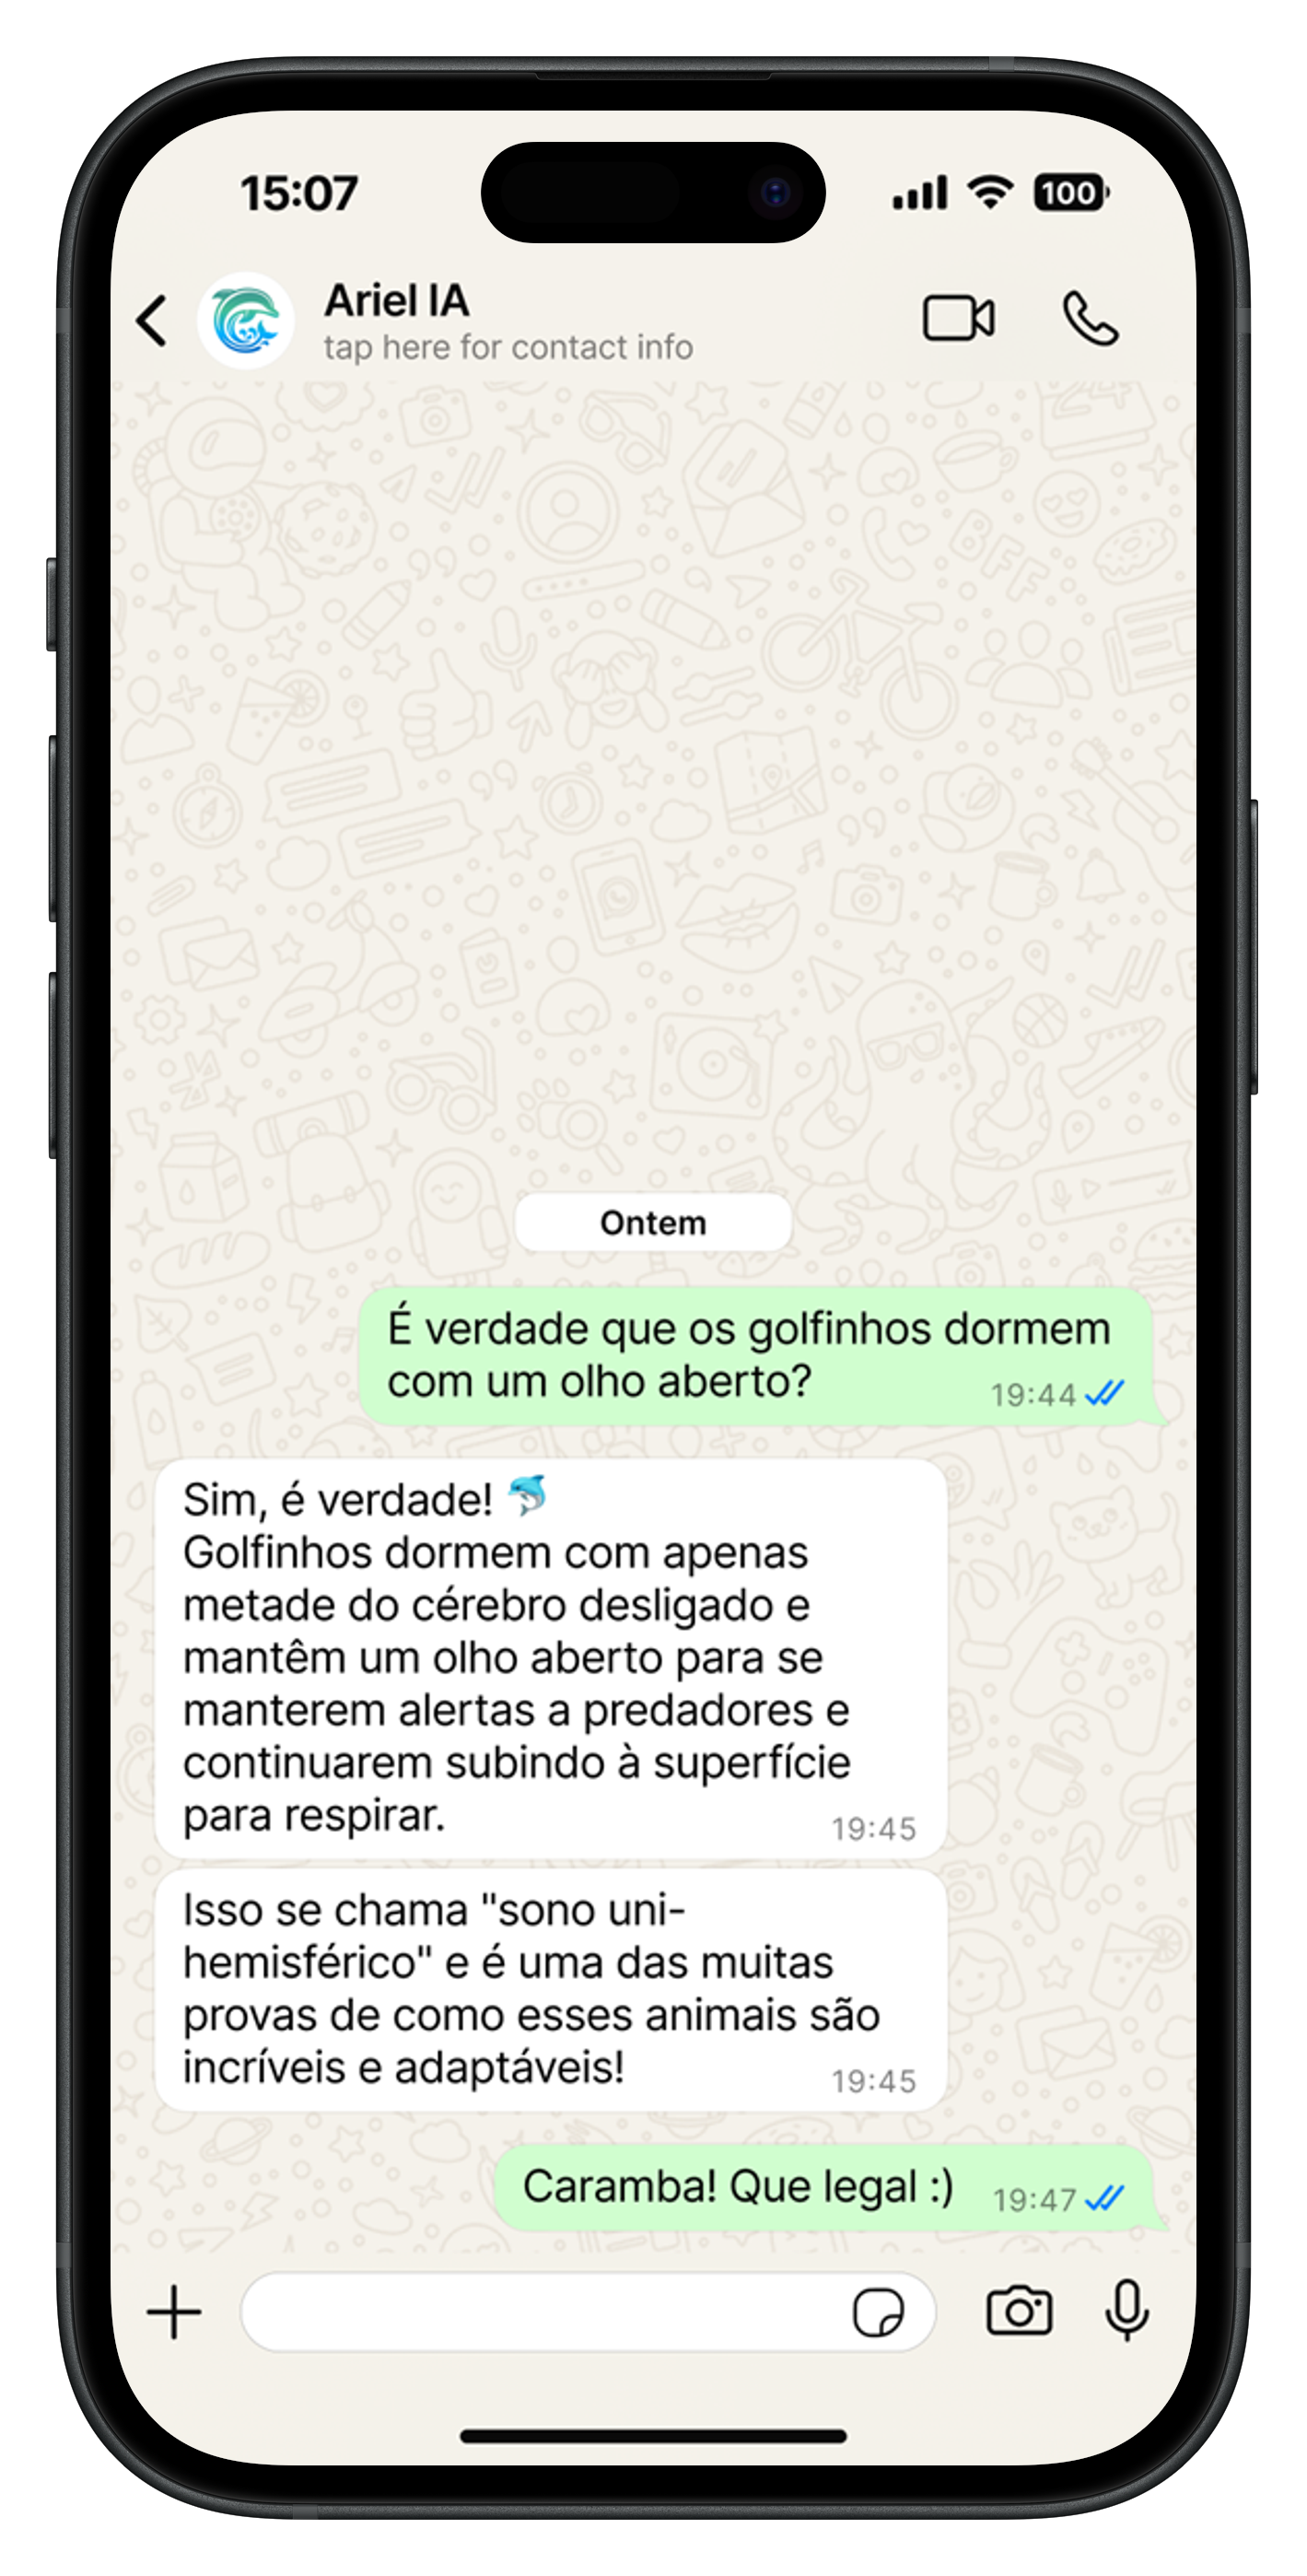 15:07
100
Ariel IA
tap here for contact info
Ontem
É verdade que os golfinhos dormem
com um olho aberto?
19:44
Sim, é verdade! 🐬
Golfinhos dormem com apenas
metade do cérebro desligado e
mantêm um olho aberto para se
manterem alertas a predadores e
continuarem subindo à superfície
para respirar.
19:45
Isso se chama "sono uni-
hemisférico" e é uma das muitas
provas de como esses animais são
incríveis e adaptáveis!
19:45
Caramba! Que legal :)
19:47